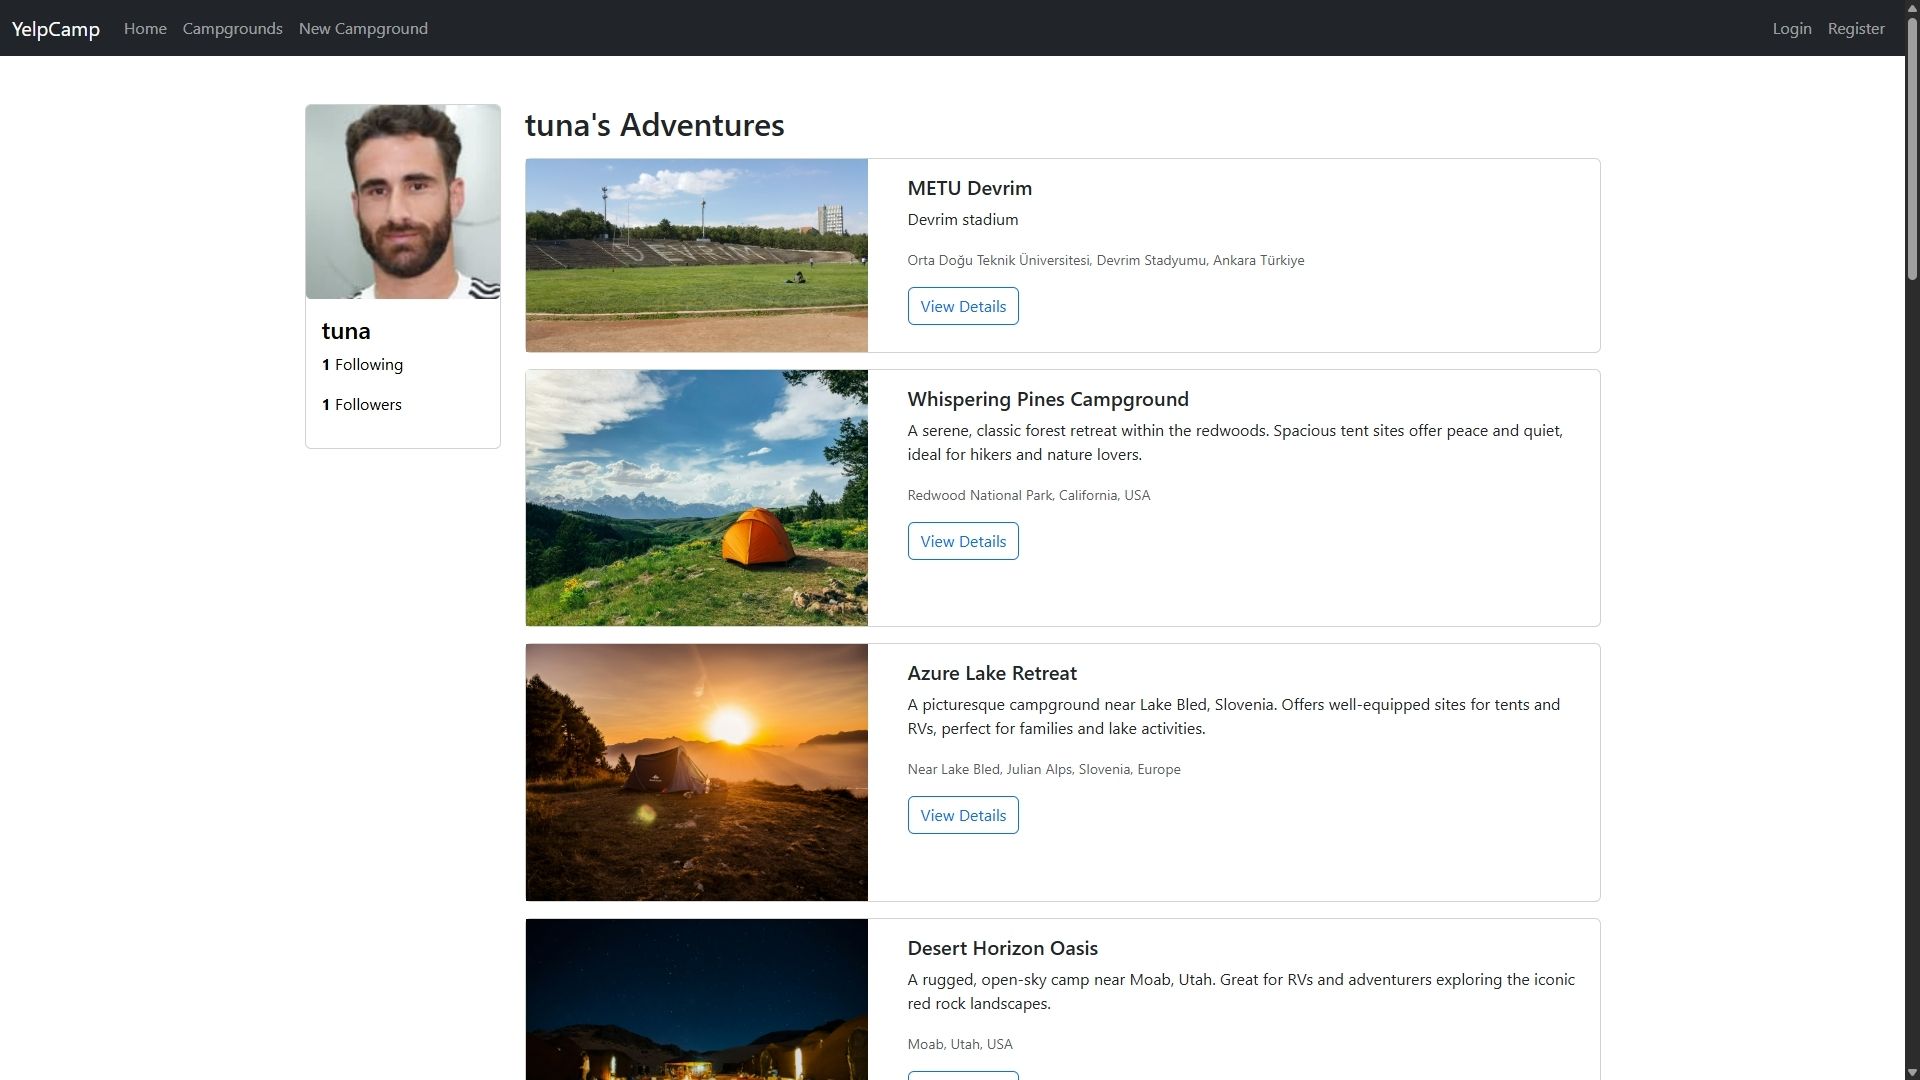 YelpCamp Home Campgrounds New Campground Login Register
tuna's Adventures
tuna
1 Following
1 Followers
DEVRIM
METU Devrim
Devrim stadium
Orta Doğu Teknik Üniversitesi, Devrim Stadyumu, Ankara Türkiye
View Details
Whispering Pines Campground
A serene, classic forest retreat within the redwoods. Spacious tent sites offer peace and quiet,
ideal for hikers and nature lovers.
Redwood National Park, California, USA
View Details
Azure Lake Retreat
A picturesque campground near Lake Bled, Slovenia. Offers well-equipped sites for tents and
RVs, perfect for families and lake activities.
Near Lake Bled, Julian Alps, Slovenia, Europe
View Details
Desert Horizon Oasis
A rugged, open-sky camp near Moab, Utah. Great for RVs and adventurers exploring the iconic
red rock landscapes.
Moab, Utah, USA